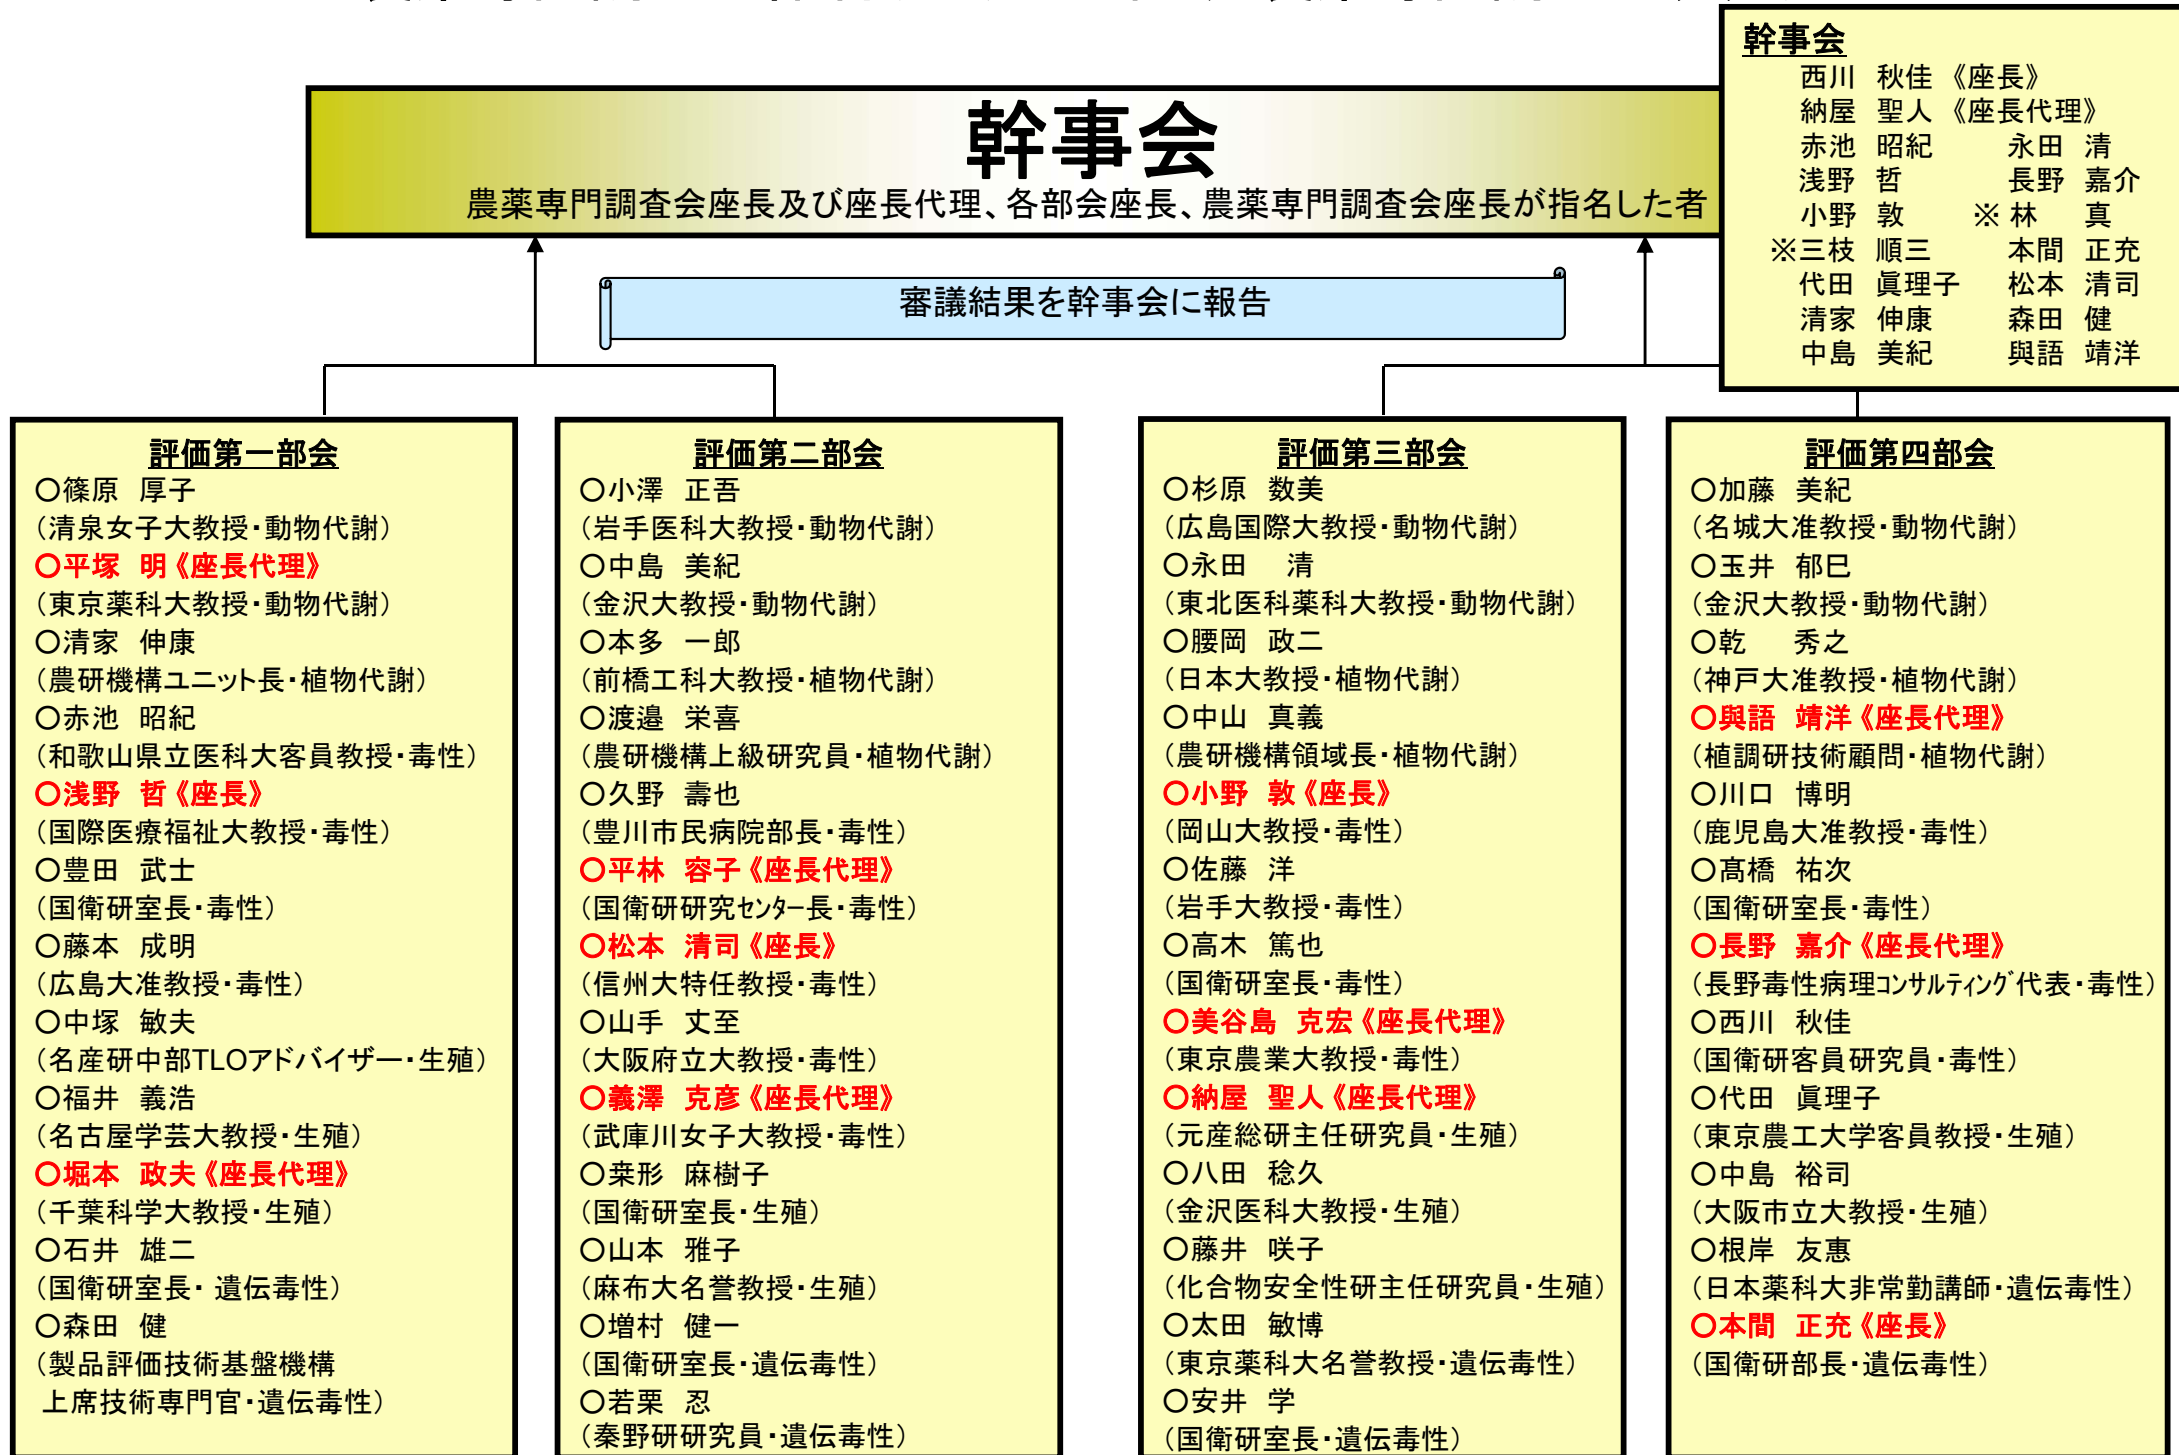 幹事会
農薬専門調査会座長及び座長代理、各部会座長、農薬専門調査会座長が指名した者
幹事会
西川 秋佳 《座長》
納屋 聖人 《座長代理》
赤池 昭紀 永田 清
浅野 哲 長野 嘉介
小野 敦 ※ 林 真
※三枝 順三 本間 正充
代田 眞理子 松本 清司
清家 伸康 森田 健
中島 美紀 與語 靖洋
審議結果を幹事会に報告
評価第一部会
○篠原 厚子
(清泉女子大教授・動物代謝)
○平塚 明《座長代理》
(東京薬科大教授・動物代謝)
○清家 伸康
(農研機構ユニット長・植物代謝)
○赤池 昭紀
(和歌山県立医科大客員教授・毒性)
○浅野 哲《座長》
(国際医療福祉大教授・毒性)
○豊田 武士
(国衛研室長・毒性)
○藤本 成明
(広島大准教授・毒性)
○中塚 敏夫
(名産研中部TLOアドバイザー・生殖)
○福井 義浩
(名古屋学芸大教授・生殖)
○堀本 政夫《座長代理》
(千葉科学大教授・生殖)
○石井 雄二
(国衛研室長・ 遺伝毒性)
○森田 健
(製品評価技術基盤機構
上席技術専門官・遺伝毒性)
評価第二部会
○小澤 正吾
(岩手医科大教授・動物代謝)
○中島 美紀
(金沢大教授・動物代謝)
○本多 一郎
(前橋工科大教授・植物代謝)
○渡邉 栄喜
(農研機構上級研究員・植物代謝)
○久野 壽也
(豊川市民病院部長・毒性)
○平林 容子《座長代理》
(国衛研研究ｾﾝﾀｰ長・毒性)
○松本 清司《座長》
(信州大特任教授・毒性)
○山手 丈至
(大阪府立大教授・毒性)
○義澤 克彦《座長代理》
(武庫川女子大教授・毒性)
○桒形 麻樹子
(国衛研室長・生殖)
○山本 雅子
(麻布大名誉教授・生殖)
○増村 健一
(国衛研室長・遺伝毒性)
○若栗 忍
(秦野研研究員・遺伝毒性)
評価第三部会
○杉原 数美
(広島国際大教授・動物代謝)
○永田 清
(東北医科薬科大教授・動物代謝)
○腰岡 政二
(日本大教授・植物代謝)
○中山 真義
(農研機構領域長・植物代謝)
○小野 敦《座長》
(岡山大教授・毒性)
○佐藤 洋
(岩手大教授・毒性)
○高木 篤也
(国衛研室長・毒性)
○美谷島 克宏《座長代理》
(東京農業大教授・毒性)
○納屋 聖人《座長代理》
(元産総研主任研究員・生殖)
○八田 稔久
(金沢医科大教授・生殖)
○藤井 咲子
(化合物安全性研主任研究員・生殖)
○太田 敏博
(東京薬科大名誉教授・遺伝毒性)
○安井 学
(国衛研室長・遺伝毒性)
評価第四部会
○加藤 美紀
(名城大准教授・動物代謝)
○玉井 郁巳
(金沢大教授・動物代謝)
○乾 秀之
(神戸大准教授・植物代謝)
○與語 靖洋《座長代理》
(植調研技術顧問・植物代謝)
○川口 博明
(鹿児島大准教授・毒性)
○髙橋 祐次
(国衛研室長・毒性)
○長野 嘉介《座長代理》
(長野毒性病理ｺﾝｻﾙﾃｨﾝｸﾞ代表・毒性)
○西川 秋佳
(国衛研客員研究員・毒性)
○代田 眞理子
(東京農工大学客員教授・生殖)
○中島 裕司
(大阪市立大教授・生殖)
○根岸 友惠
(日本薬科大非常勤講師・遺伝毒性)
○本間 正充《座長》
(国衛研部長・遺伝毒性)